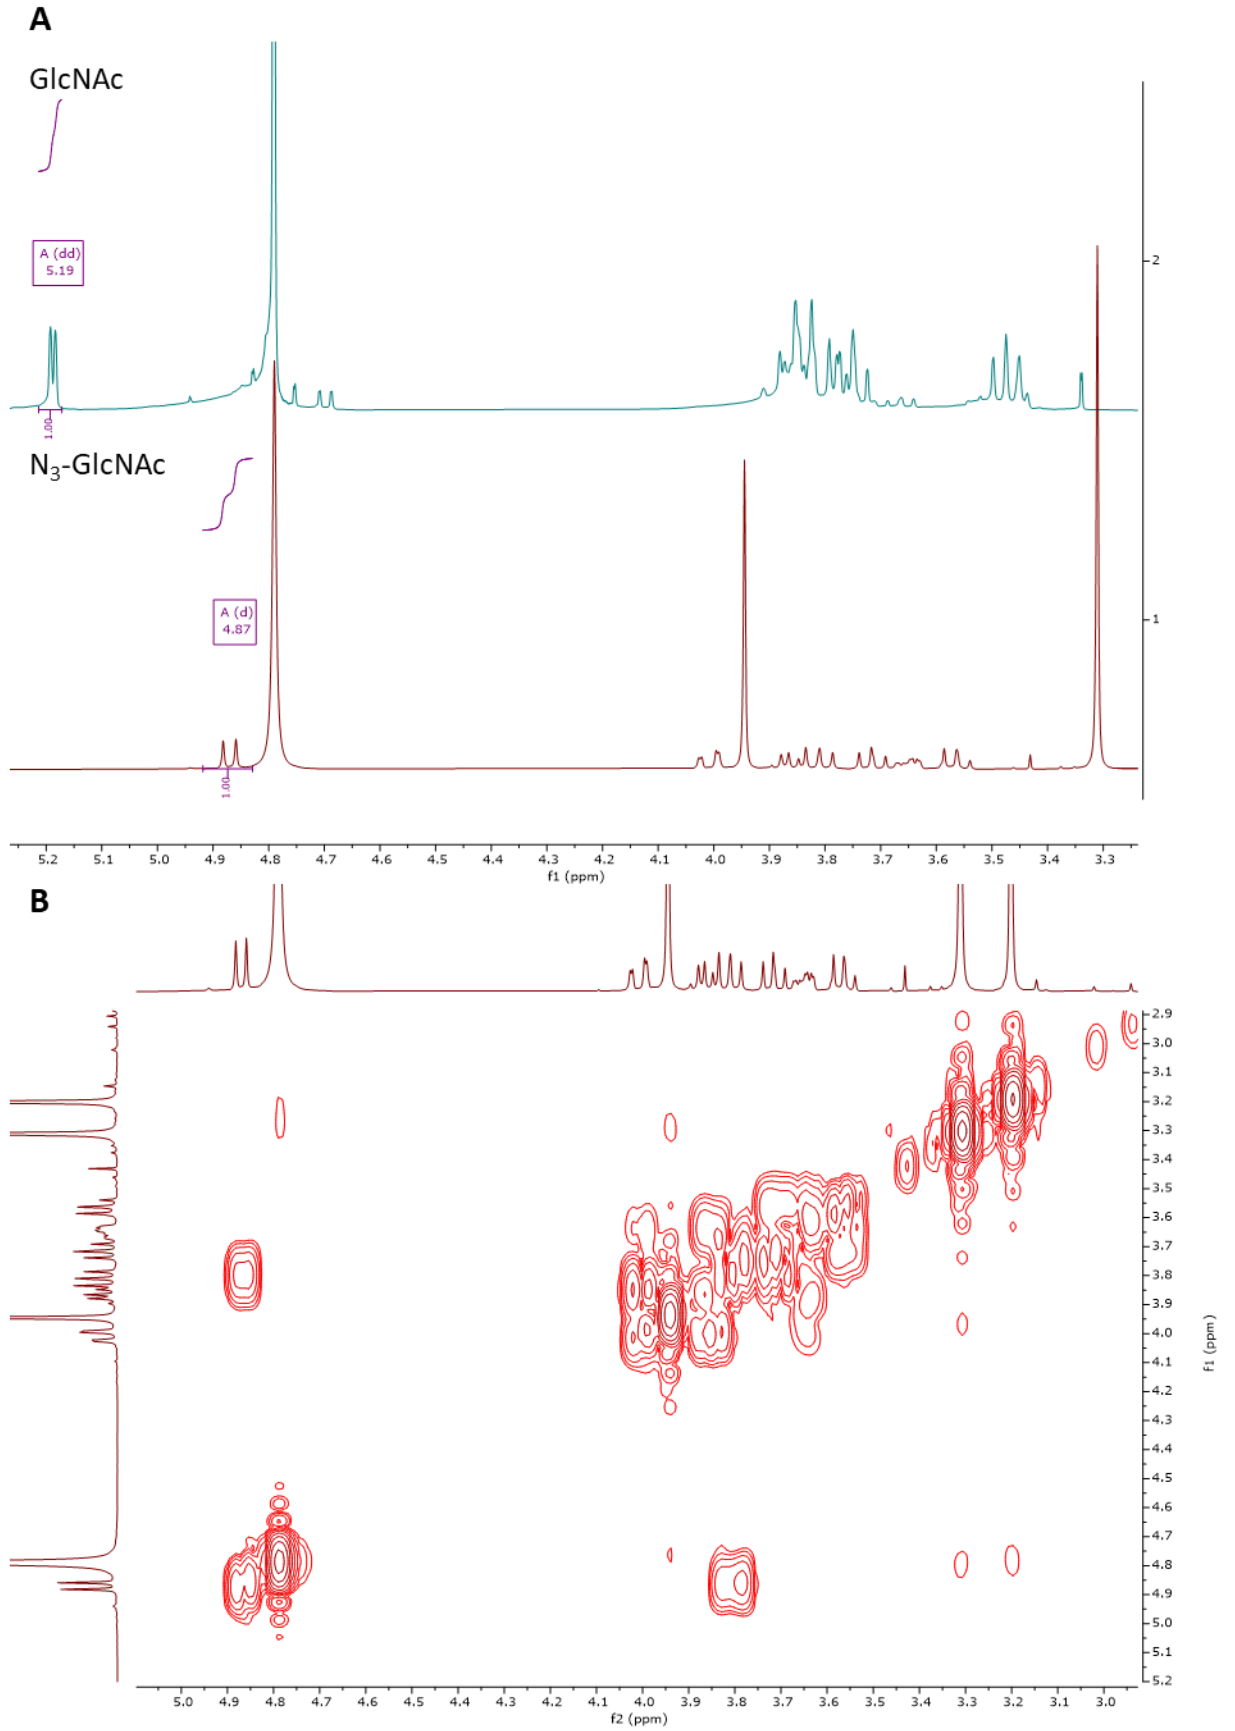 A
GlcNAc
A (dd)
5.19
2
1.00
N₃-GlcNAc
A (d)
4.87
1
1.00
5.2 5.1 5.0 4.9 4.8 4.7 4.6 4.5 4.4 4.3 4.2 4.1 4.0 3.9 3.8 3.7 3.6 3.5 3.4 3.3
f1 (ppm)
B
2.9
3.0
3.1
3.2
3.3
3.4
3.5
3.6
3.7
3.8
3.9
4.0
4.1
4.2
4.3
4.4
4.5
4.6
4.7
4.8
4.9
5.0
5.1
5.2
f1 (ppm)
5.0 4.9 4.8 4.7 4.6 4.5 4.4 4.3 4.2 4.1 4.0 3.9 3.8 3.7 3.6 3.5 3.4 3.3 3.2 3.1 3.0
f2 (ppm)